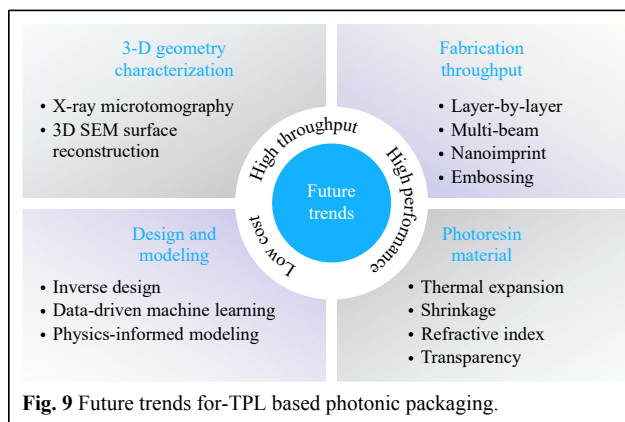 3-D geometry
characterization
• X-ray microtomography
• 3D SEM surface
reconstruction
Fabrication
throughput
• Layer-by-layer
• Multi-beam
• Nanoimprint
• Embossing
High throughput
High performance
Low cost
Future
trends
Design and
modeling
• Inverse design
• Data-driven machine learning
• Physics-informed modeling
Photoresin
material
• Thermal expansion
• Shrinkage
• Refractive index
• Transparency
Fig. 9 Future trends for-TPL based photonic packaging.